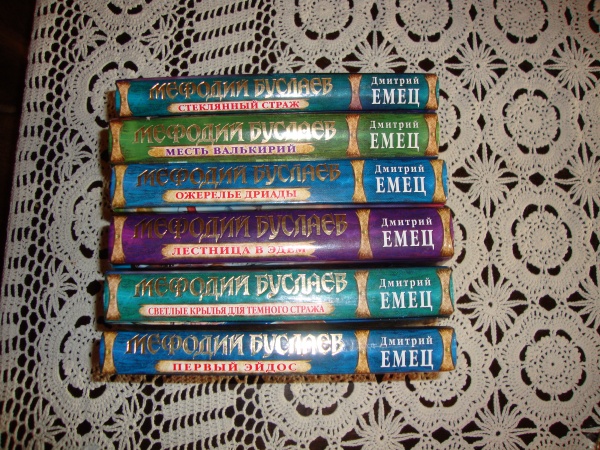 МЕФОДИЙ БУСЛАЕВ
СТЕКЛЯННЫЙ СТРАЖ
Дмитрий
ЕМЕЦ
МЕФОДИЙ БУСЛАЕВ
МЕСТЬ ВАЛЬКИРИЙ
Дмитрий
ЕМЕЦ
МЕФОДИЙ БУСЛАЕВ
ОЖЕРЕЛЬЕ ДРИАДЫ
Дмитрий
ЕМЕЦ
МЕФОДИЙ БУСЛАЕВ
ЛЕСТНИЦА В ЭДЕМ
Дмитрий
ЕМЕЦ
МЕФОДИЙ БУСЛАЕВ
СВЕТЛЫЕ КРЫЛЬЯ ДЛЯ ТЕМНОГО СТРАЖА
Дмитрий
ЕМЕЦ
МЕФОДИЙ БУСЛАЕВ
ПЕРВЫЙ ЭЙДОС
Дмитрий
ЕМЕЦ